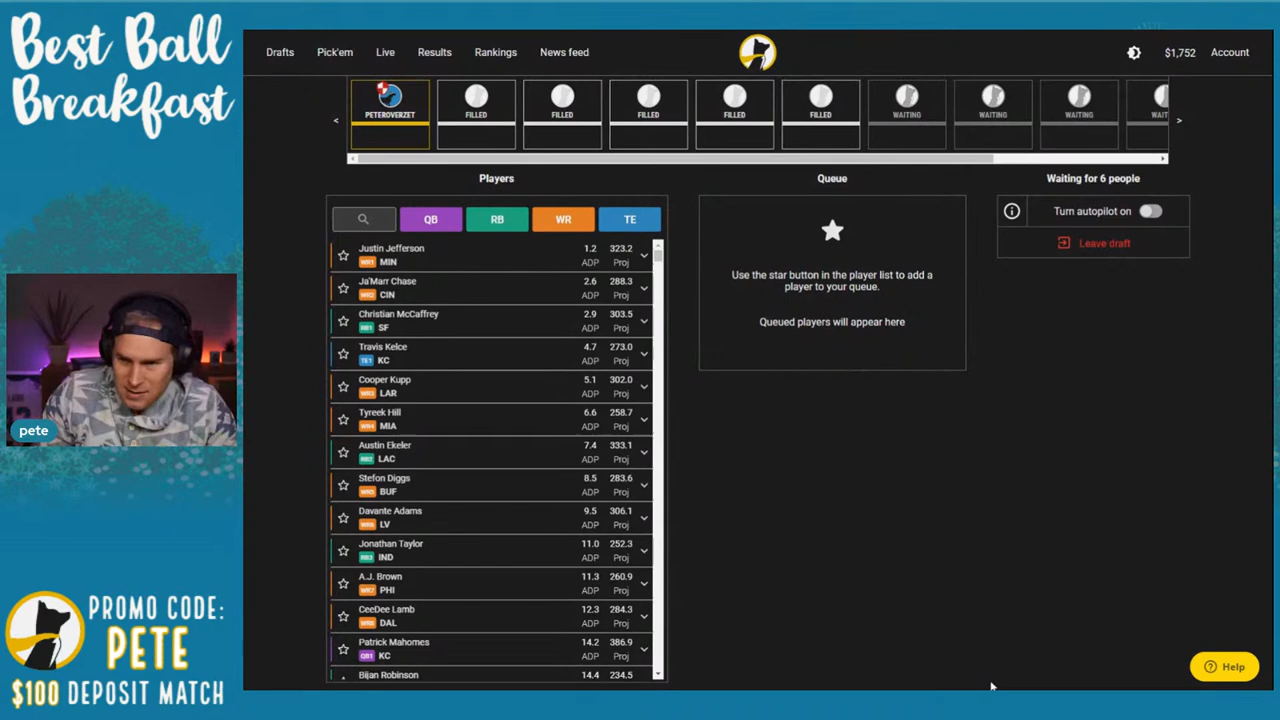 Best Ball
Breakfast
Drafts
Pick'em
Live
Results
Rankings
News feed
$1,752
Account
<
PETEROVERZET
FILLED
FILLED
FILLED
FILLED
FILLED
WAITING
WAITING
WAITING
WAIT
>
Players
Queue
Waiting for 6 people
QB
RB
WR
TE
Turn autopilot on
Leave draft
Use the star button in the player list to add a
player to your queue.
Queued players will appear here
Justin Jefferson 1.2 323.2
WR1 MIN ADP Proj
Ja'Marr Chase 2.6 288.3
WR2 CIN ADP Proj
Christian McCaffrey 2.9 303.5
RB1 SF ADP Proj
Travis Kelce 4.7 273.0
TE1 KC ADP Proj
Cooper Kupp 5.1 302.0
WR3 LAR ADP Proj
Tyreek Hill 6.6 258.7
WR4 MIA ADP Proj
Austin Ekeler 7.4 333.1
RB2 LAC ADP Proj
Stefon Diggs 8.5 283.6
WR5 BUF ADP Proj
Davante Adams 9.5 306.1
WR6 LV ADP Proj
Jonathan Taylor 11.0 252.3
RB3 IND ADP Proj
A.J. Brown 11.3 260.9
WR7 PHI ADP Proj
CeeDee Lamb 12.3 284.3
WR8 DAL ADP Proj
Patrick Mahomes 14.2 386.9
QB1 KC ADP Proj
Bijan Robinson 14.4 234.5
pete
PROMO CODE:
PETE
$100 DEPOSIT MATCH
Help